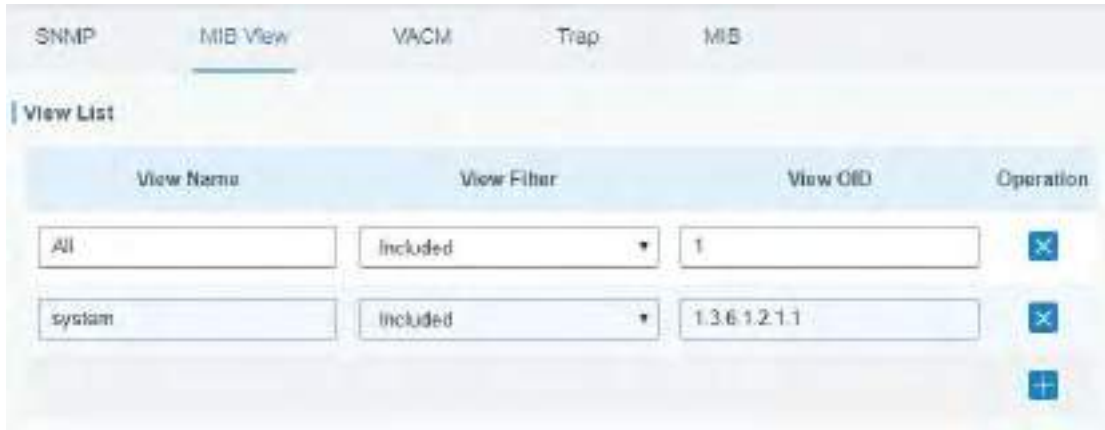 SNMP MIB View VACM Trap MIB
View List
View Name View Filter View OID Operation
All Included 1
system Included 1.3.6.1.2.1.1